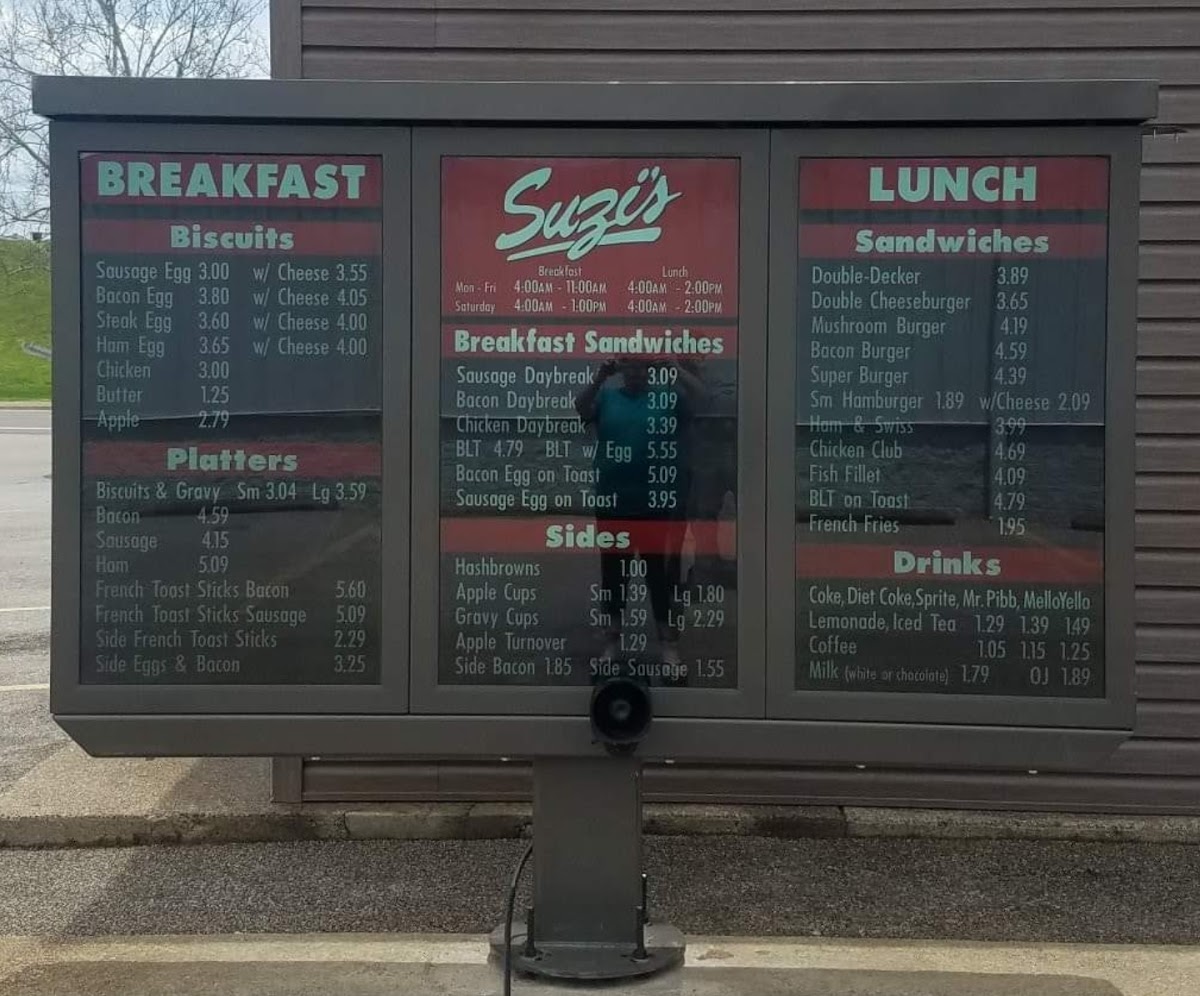 BREAKFAST
Biscuits
Sausage Egg 3.00 w/ Cheese 3.55
Bacon Egg 3.80 w/ Cheese 4.05
Steak Egg 3.60 w/ Cheese 4.00
Ham Egg 3.65 w/ Cheese 4.00
Chicken 3.00
Butter 1.25
Apple 2.79
Platters
Biscuits & Gravy Sm 3.04 Lg 3.59
Bacon 4.59
Sausage 4.15
Ham 5.09
French Toast Sticks Bacon 5.60
French Toast Sticks Sausage 5.09
Side French Toast Sticks 2.29
Side Eggs & Bacon 3.25
Suzi's
Breakfast Lunch
Mon - Fri 4:00AM - 11:00AM 4:00AM - 2:00PM
Saturday 4:00AM - 1:00PM 4:00AM - 2:00PM
Breakfast Sandwiches
Sausage Daybreak 3.09
Bacon Daybreak 3.09
Chicken Daybreak 3.39
BLT 4.79 BLT w/ Egg 5.55
Bacon Egg on Toast 5.09
Sausage Egg on Toast 3.95
Sides
Hashbrowns 1.00
Apple Cups Sm 1.39 Lg 1.80
Gravy Cups Sm 1.59 Lg 2.29
Apple Turnover 1.29
Side Bacon 1.85 Side Sausage 1.55
LUNCH
Sandwiches
Double-Decker 3.89
Double Cheeseburger 3.65
Mushroom Burger 4.19
Bacon Burger 4.59
Super Burger 4.39
Sm Hamburger 1.89 w/Cheese 2.09
Ham & Swiss 3.99
Chicken Club 4.69
Fish Fillet 4.09
BLT on Toast 4.79
French Fries 1.95
Drinks
Coke, Diet Coke, Sprite, Mr. Pibb, MelloYello
Lemonade, Iced Tea 1.29 1.39 1.49
Coffee 1.05 1.15 1.25
Milk (white or chocolate) 1.79 OJ 1.89